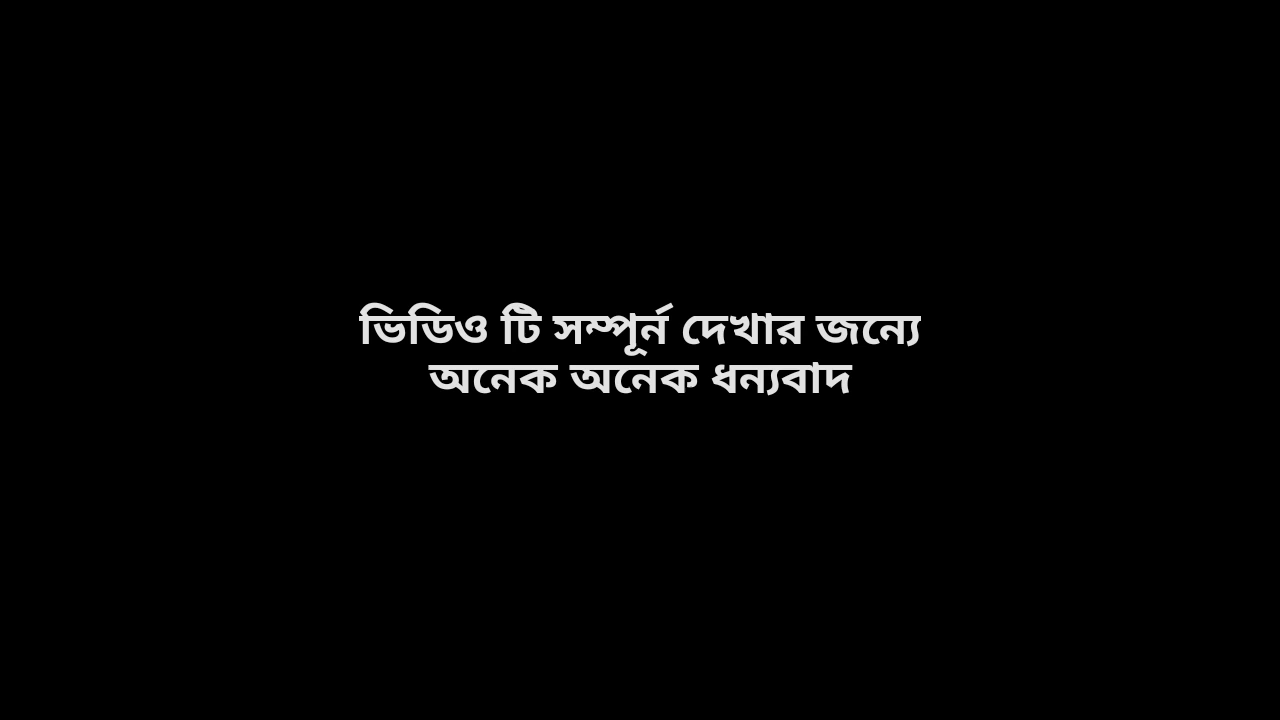 ভিডিও টি সম্পূর্ন দেখার জন্যে
অনেক অনেক ধন্যবাদ